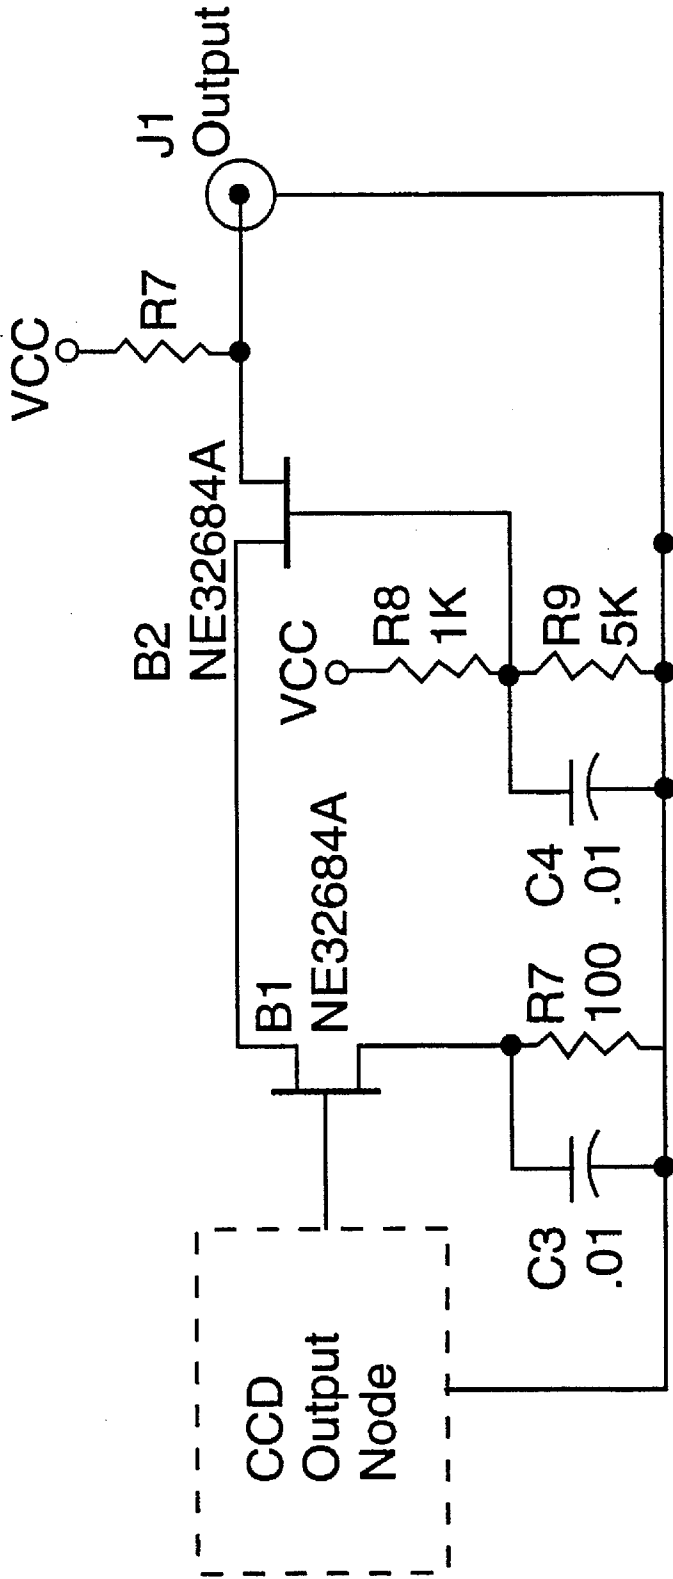 VCC
R7
J1
Output
B2
NE32684A
VCC
R8
1K
R9
5K
B1
NE32684A
C4
.01
R7
100
C3
.01
CCD
Output
Node